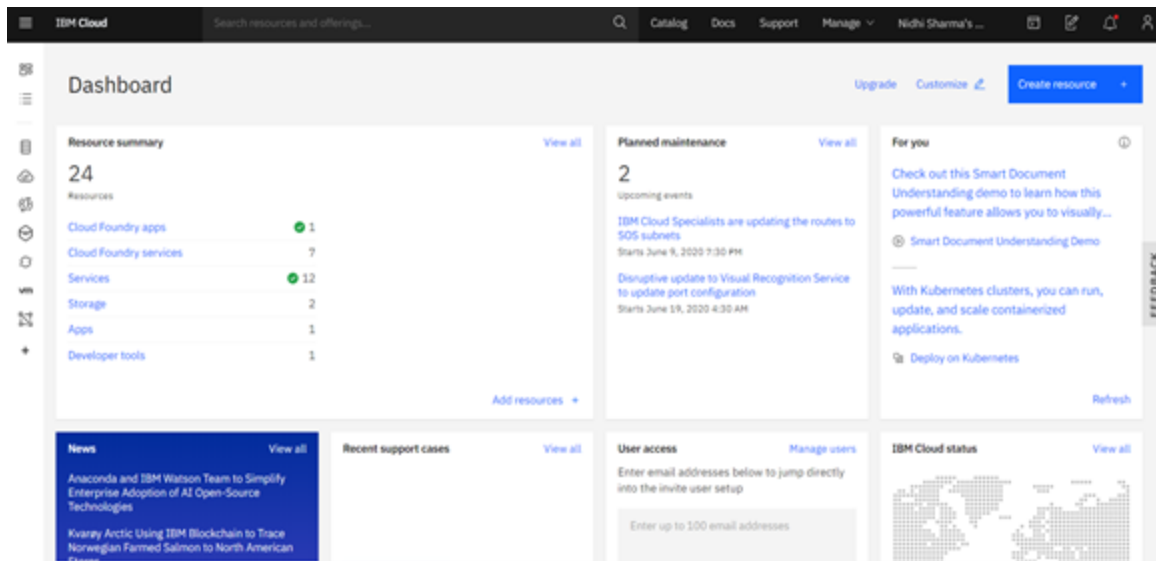 IBM Cloud
Search resources and offerings...
Catalog
Docs
Support
Manage
Nidhi Sharma's ...
Dashboard
Upgrade
Customize
Create resource +
Resource summary
View all
24
Resources
Cloud Foundry apps 1
Cloud Foundry services 7
Services 12
Storage 2
Apps 1
Developer tools 1
Add resources +
Planned maintenance
View all
2
Upcoming events
IBM Cloud Specialists are updating the routes to
SOS subnets
Starts June 9, 2020 7:30 PM
Disruptive update to Visual Recognition Service
to update port configuration
Starts June 19, 2020 4:30 AM
For you
Check out this Smart Document
Understanding demo to learn how this
powerful feature allows you to visually...
Smart Document Understanding Demo
With Kubernetes clusters, you can run,
update, and scale containerized
applications.
Deploy on Kubernetes
Refresh
FEEDBACK
vm
News
View all
Anaconda and IBM Watson Team to Simplify
Enterprise Adoption of AI Open-Source
Technologies
Kvarøy Arctic Using IBM Blockchain to Trace
Norwegian Farmed Salmon to North American
Recent support cases
View all
User access
Manage users
Enter email addresses below to jump directly
into the invite user setup
Enter up to 100 email addresses
IBM Cloud status
View all